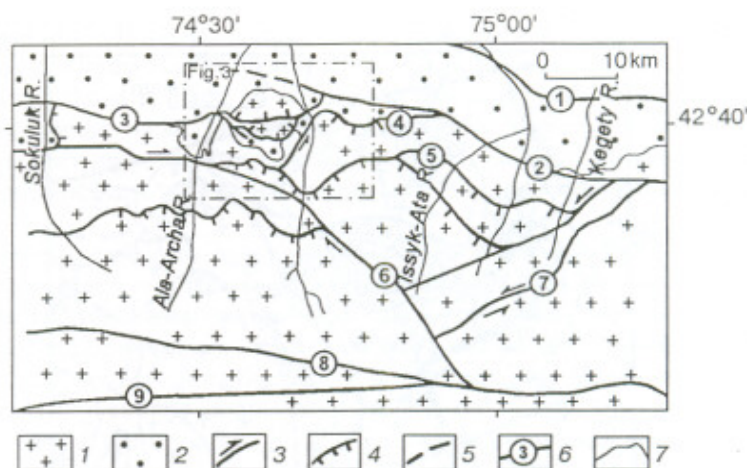 74°30' 75°00'
0 10 km
Fig.3
Sokuluk R.
1
3
4
42°40'
5
2
Kegety R.
Ala-Archa R.
Issyk-Ata R.
6
7
8
9
1 2 3 4 5 3 6 7